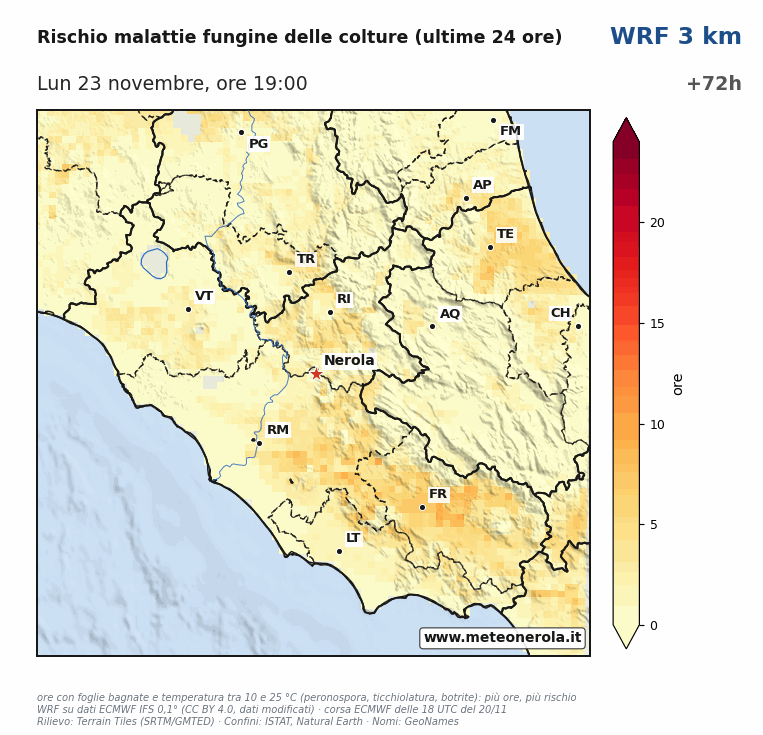 Rischio malattie fungine delle colture (ultime 24 ore)
WRF 3 km
Lun 23 novembre, ore 19:00
+72h
FM
PG
AP
TE
TR
RI
VT
AQ
CH
Nerola
RM
FR
LT
20
15
10
5
0
ore
www.meteonerola.it
ore con foglie bagnate e temperatura tra 10 e 25 °C (peronospora, ticchiolatura, botrite): più ore, più rischio
WRF su dati ECMWF IFS 0,1° (CC BY 4.0, dati modificati) · corsa ECMWF delle 18 UTC del 20/11
Rilievo: Terrain Tiles (SRTM/GMTED) · Confini: ISTAT, Natural Earth · Nomi: GeoNames